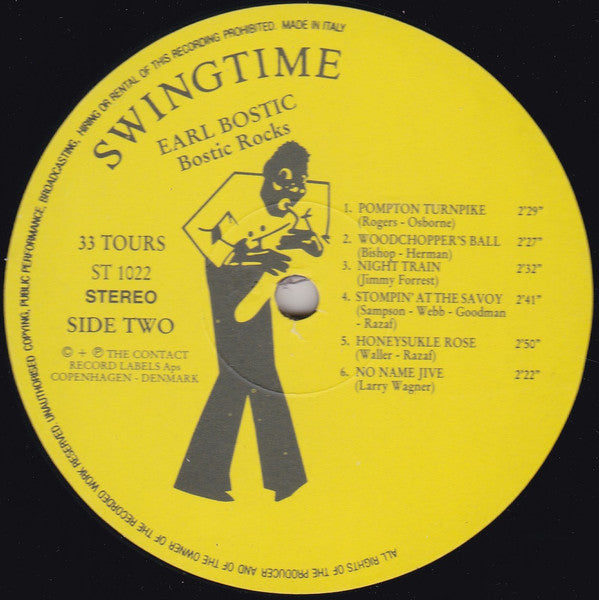 ALL RIGHTS OF THE PRODUCER AND OF THE OWNER OF THE RECORDED WORK RESERVED. UNAUTHORISED COPYING, PUBLIC PERFORMANCE, BROADCASTING, HIRING OR RENTAL OF THIS RECORDING PROHIBITED. MADE IN ITALY
SWINGTIME
EARL BOSTIC
Bostic Rocks
33 TOURS
ST 1022
STEREO
SIDE TWO
© + ℗ THE CONTACT
RECORD LABELS Aps
COPENHAGEN - DENMARK
1. POMPTON TURNPIKE 2'29"
(Rogers - Osborne)
2. WOODCHOPPER'S BALL 2'27"
(Bishop - Herman)
3. NIGHT TRAIN 2'32"
(Jimmy Forrest)
4. STOMPIN' AT THE SAVOY 2'41"
(Sampson - Webb - Goodman
- Razaf)
5. HONEYSUKLE ROSE 2'50"
(Waller - Razaf)
6. NO NAME JIVE 2'22"
(Larry Wagner)